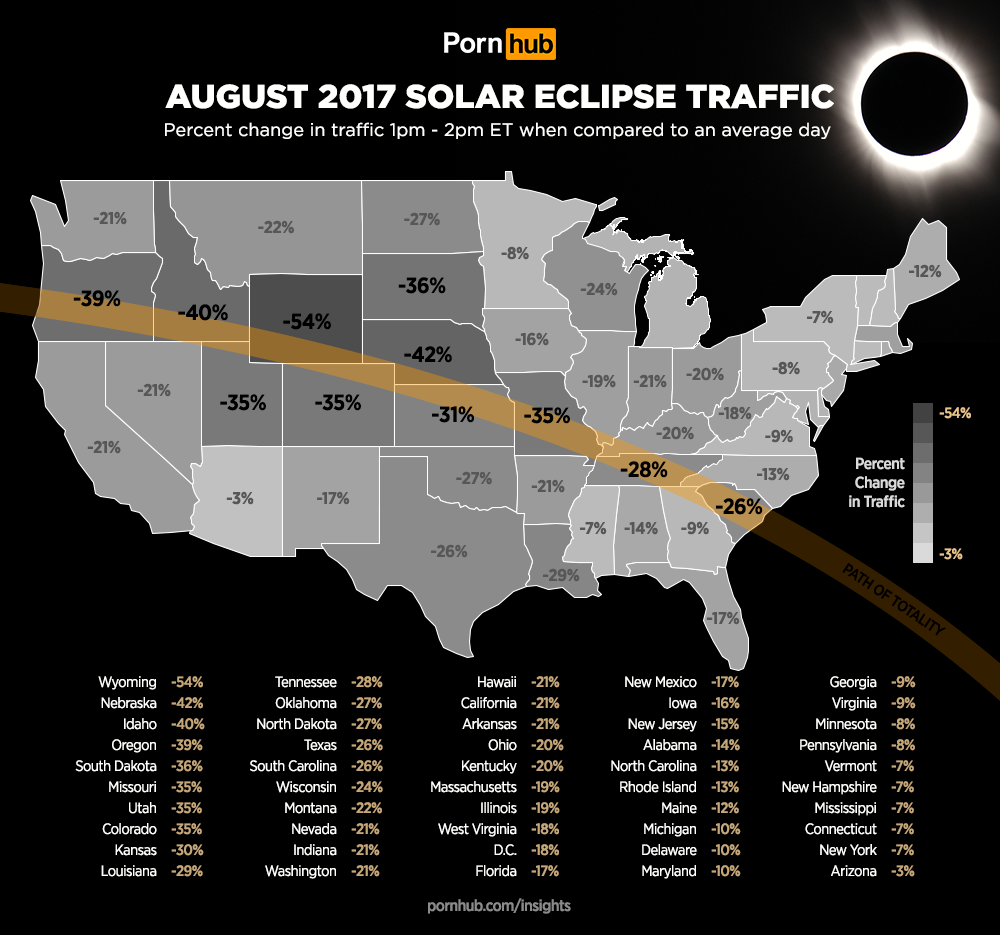 Porn hub
AUGUST 2017 SOLAR ECLIPSE TRAFFIC
Percent change in traffic 1pm - 2pm ET when compared to an average day
-21%
-22%
-27%
-8%
-12%
-39%
-40%
-54%
-36%
-24%
-7%
-42%
-16%
-8%
-21%
-35%
-35%
-31%
-35%
-19%
-21%
-20%
-18%
-9%
-21%
-20%
-13%
-3%
-17%
-27%
-21%
-28%
-26%
-26%
-29%
-7%
-14%
-9%
-17%
-54%
Percent
Change
in Traffic
-3%
PATH OF TOTALITY
Wyoming -54%
Nebraska -42%
Idaho -40%
Oregon -39%
South Dakota -36%
Missouri -35%
Utah -35%
Colorado -35%
Kansas -30%
Louisiana -29%
Tennessee -28%
Oklahoma -27%
North Dakota -27%
Texas -26%
South Carolina -26%
Wisconsin -24%
Montana -22%
Nevada -21%
Indiana -21%
Washington -21%
Hawaii -21%
California -21%
Arkansas -21%
Ohio -20%
Kentucky -20%
Massachusetts -19%
Illinois -19%
West Virginia -18%
D.C. -18%
Florida -17%
New Mexico -17%
Iowa -16%
New Jersey -15%
Alabama -14%
North Carolina -13%
Rhode Island -13%
Maine -12%
Michigan -10%
Delaware -10%
Maryland -10%
Georgia -9%
Virginia -9%
Minnesota -8%
Pennsylvania -8%
Vermont -7%
New Hampshire -7%
Mississippi -7%
Connecticut -7%
New York -7%
Arizona -3%
pornhub.com/insights